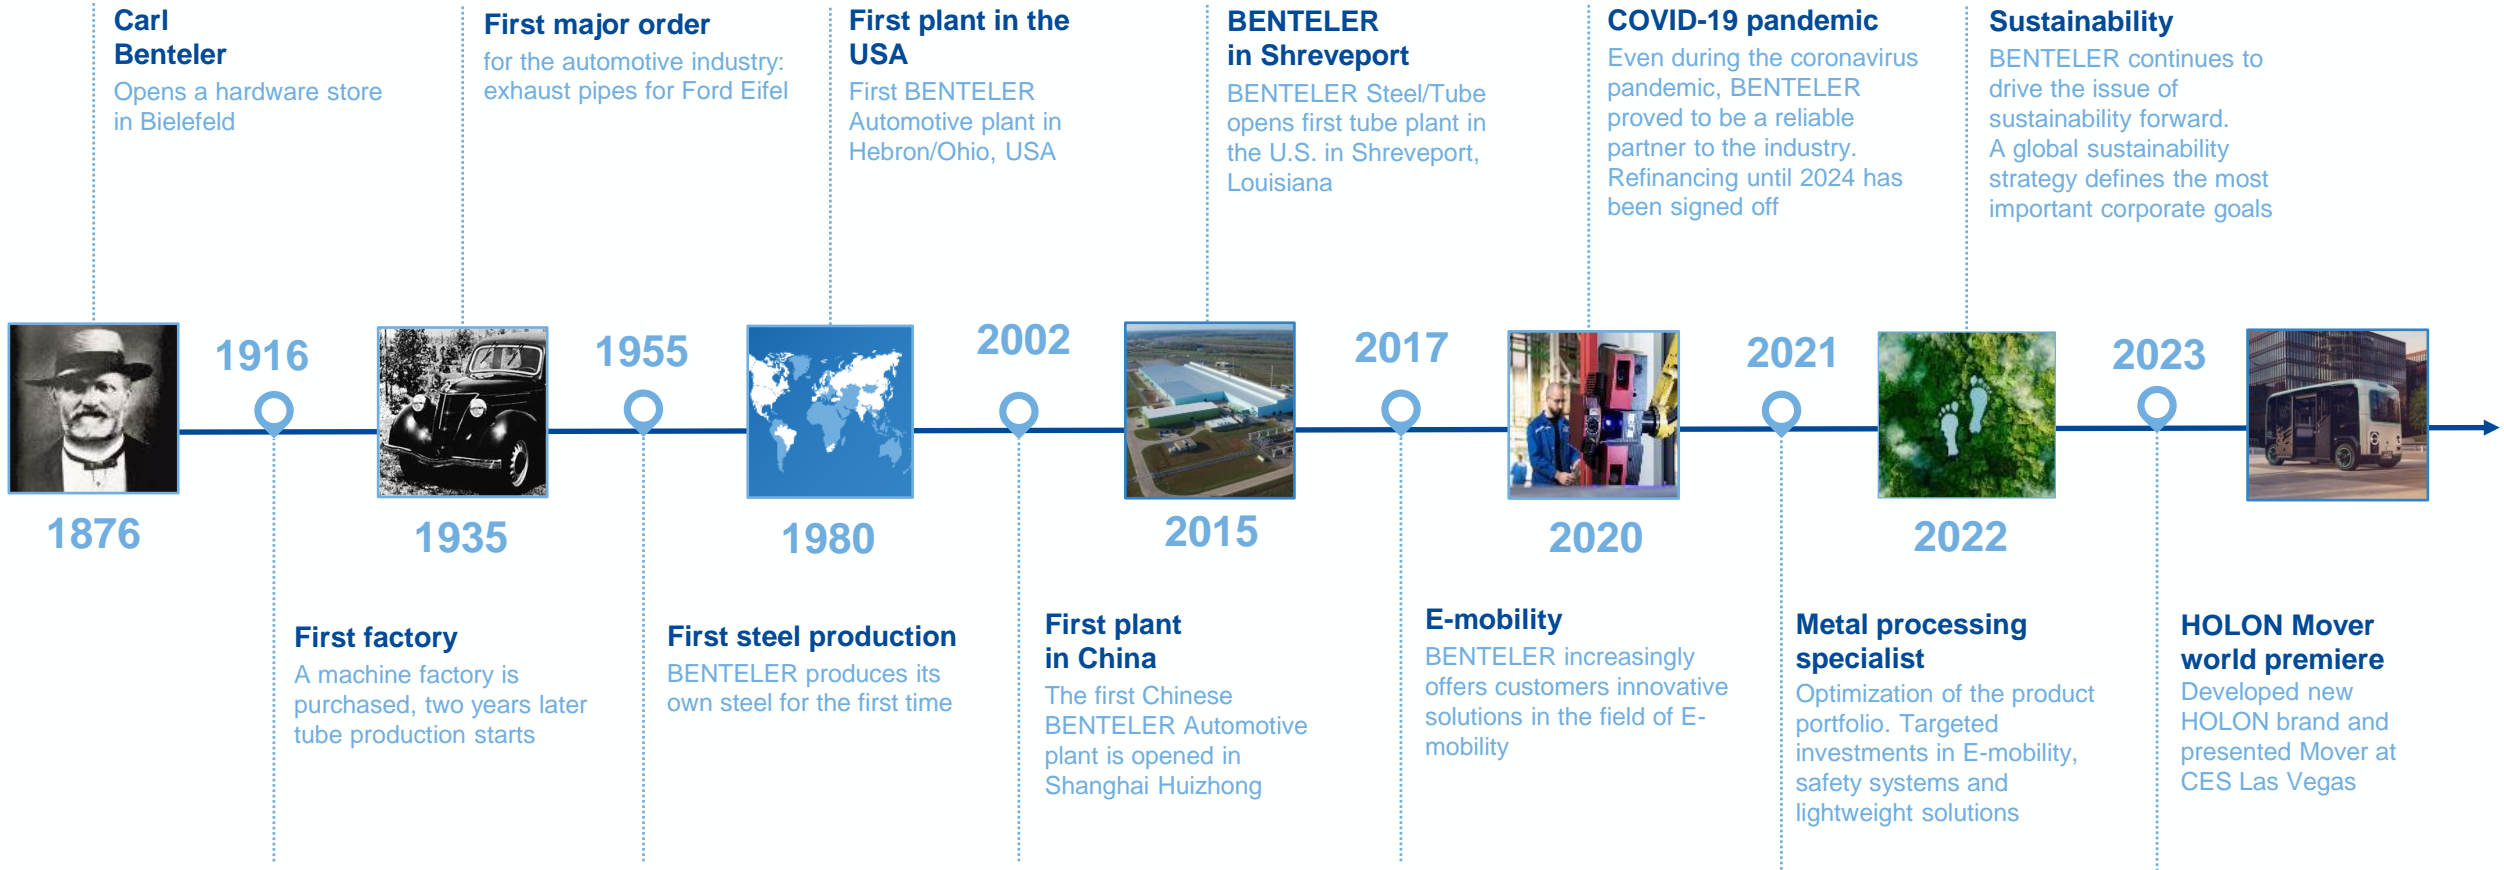 Carl
Benteler
Opens a hardware store
in Bielefeld
First major order
for the automotive industry:
exhaust pipes for Ford Eifel
First plant in the
USA
First BENTELER
Automotive plant in
Hebron/Ohio, USA
BENTELER
in Shreveport
BENTELER Steel/Tube
opens first tube plant in
the U.S. in Shreveport,
Louisiana
COVID-19 pandemic
Even during the coronavirus
pandemic, BENTELER
proved to be a reliable
partner to the industry.
Refinancing until 2024 has
been signed off
Sustainability
BENTELER continues to
drive the issue of
sustainability forward.
A global sustainability
strategy defines the most
important corporate goals
1916
1955
2002
2017
2021
2023
1876
1935
1980
2015
2020
2022
First factory
A machine factory is
purchased, two years later
tube production starts
First steel production
BENTELER produces its
own steel for the first time
First plant
in China
The first Chinese
BENTELER Automotive
plant is opened in
Shanghai Huizhong
E-mobility
BENTELER increasingly
offers customers innovative
solutions in the field of E-
mobility
Metal processing
specialist
Optimization of the product
portfolio. Targeted
investments in E-mobility,
safety systems and
lightweight solutions
HOLON Mover
world premiere
Developed new
HOLON brand and
presented Mover at
CES Las Vegas